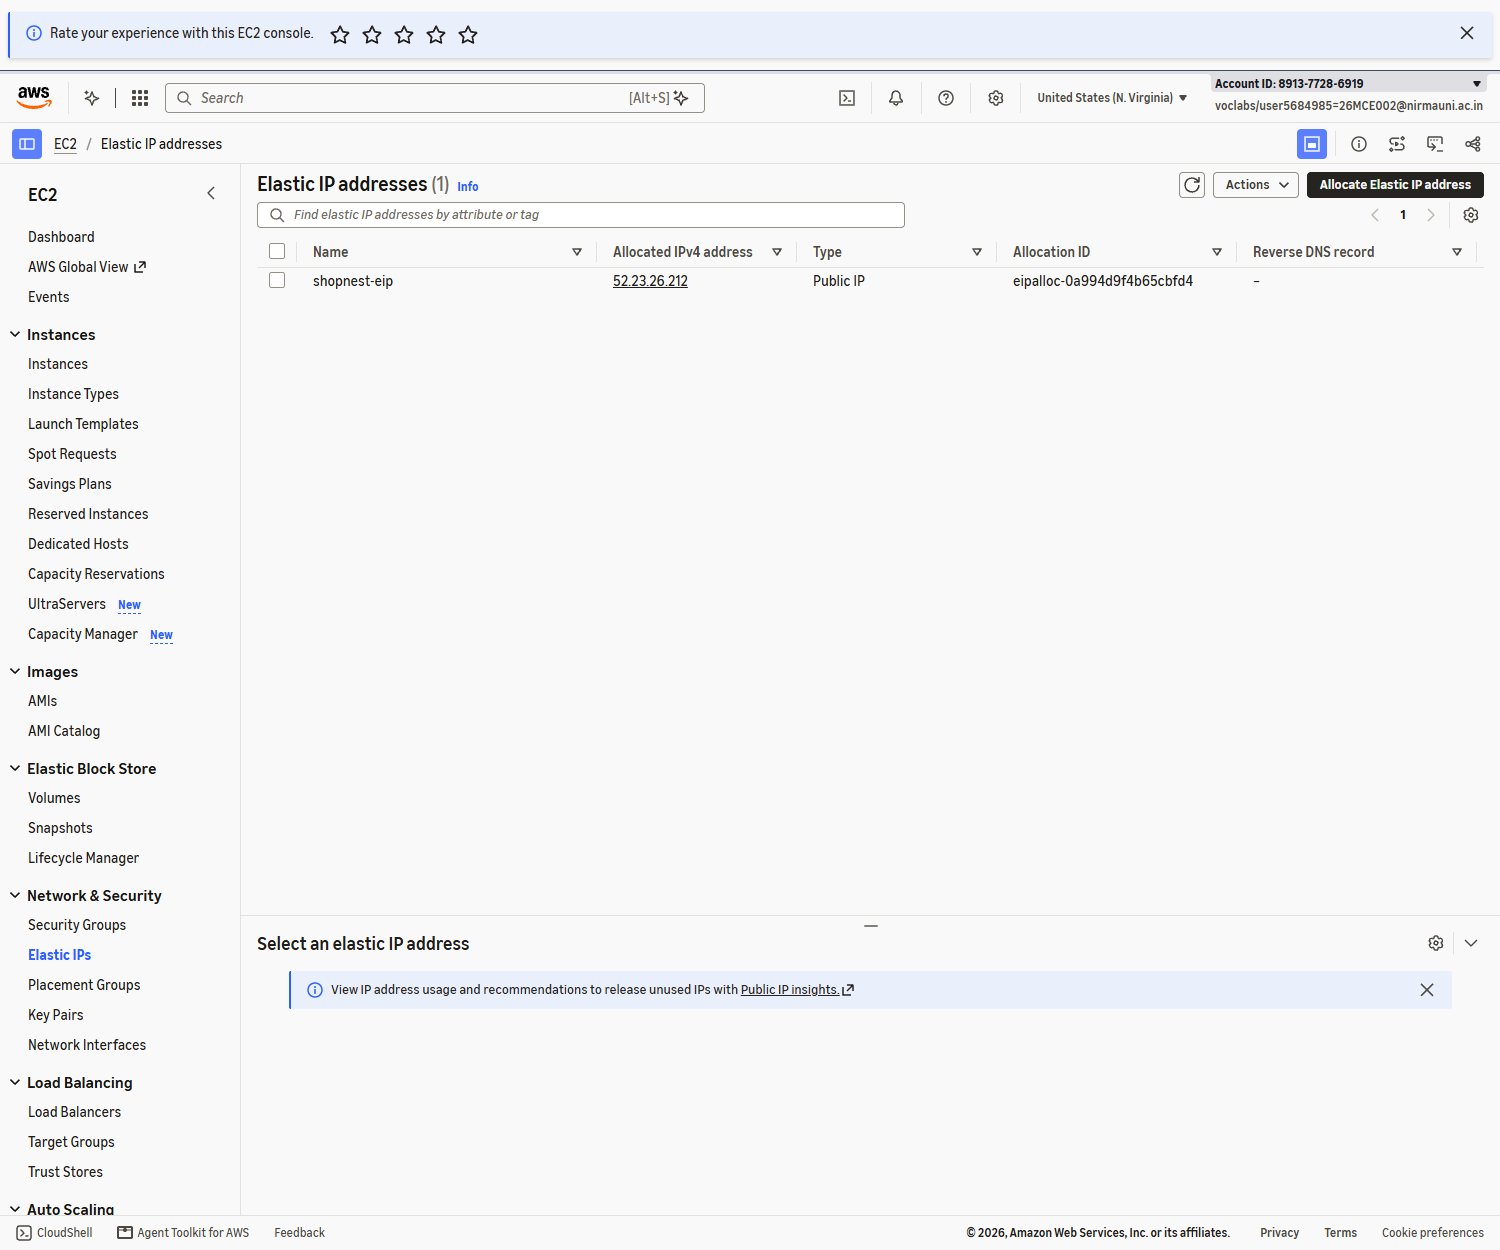 Rate your experience with this EC2 console.
aws
Search [Alt+S]
United States (N. Virginia)
Account ID: 8913-7728-6919
voclabs/user5684985=26MCE002@nirmauni.ac.in
EC2 / Elastic IP addresses
EC2
Dashboard
AWS Global View
Events
Instances
Instances
Instance Types
Launch Templates
Spot Requests
Savings Plans
Reserved Instances
Dedicated Hosts
Capacity Reservations
UltraServers New
Capacity Manager New
Images
AMIs
AMI Catalog
Elastic Block Store
Volumes
Snapshots
Lifecycle Manager
Network & Security
Security Groups
Elastic IPs
Placement Groups
Key Pairs
Network Interfaces
Load Balancing
Load Balancers
Target Groups
Trust Stores
Auto Scaling
Elastic IP addresses (1) Info
Actions
Allocate Elastic IP address
Find elastic IP addresses by attribute or tag
1
Name Allocated IPv4 address Type Allocation ID Reverse DNS record
shopnest-eip 52.23.26.212 Public IP eipalloc-0a994d9f4b65cbfd4 –
Select an elastic IP address
View IP address usage and recommendations to release unused IPs with Public IP insights.
CloudShell Agent Toolkit for AWS Feedback
© 2026, Amazon Web Services, Inc. or its affiliates. Privacy Terms Cookie preferences